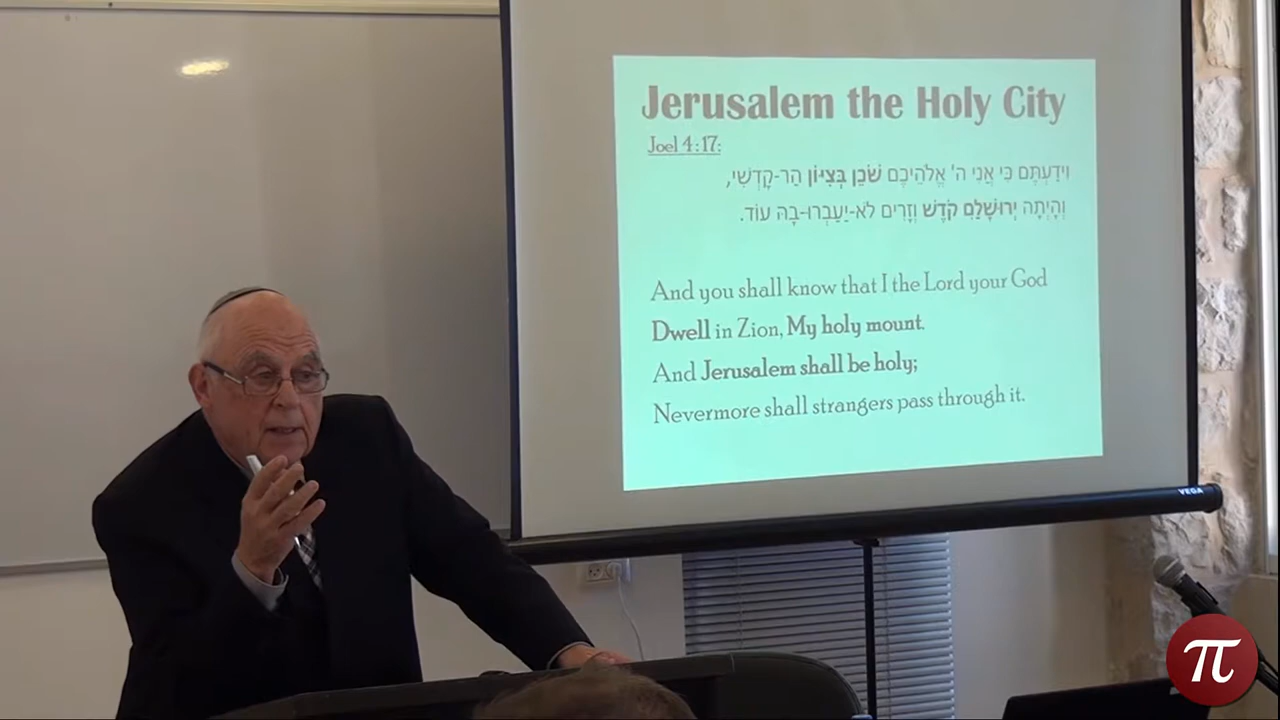 Jerusalem the Holy City
Joel 4:17:
וִידַעְתֶּם כִּי אֲנִי ה' אֱלֹהֵיכֶם שֹׁכֵן בְּצִיּוֹן הַר-קָדְשִׁי,
וְהָיְתָה יְרוּשָׁלִַם קֹדֶשׁ וְזָרִים לֹא-יַעַבְרוּ-בָהּ עוֹד.
And you shall know that I the Lord your God
Dwell in Zion, My holy mount.
And Jerusalem shall be holy;
Nevermore shall strangers pass through it.
VEGA
π